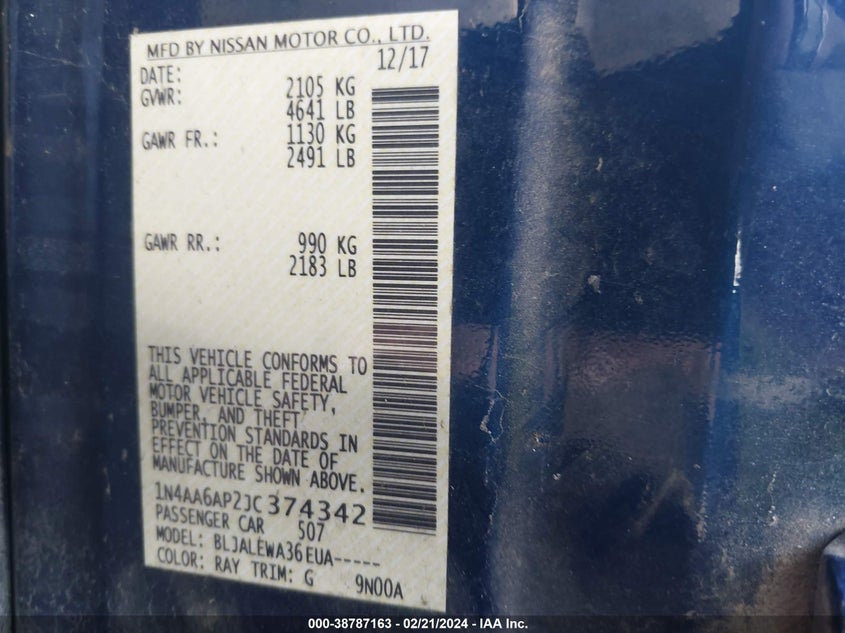 MFD BY NISSAN MOTOR CO., LTD.
DATE: 12/17
GVWR: 2105 KG
4641 LB
GAWR FR.: 1130 KG
2491 LB
GAWR RR.: 990 KG
2183 LB
THIS VEHICLE CONFORMS TO
ALL APPLICABLE FEDERAL
MOTOR VEHICLE SAFETY,
BUMPER, AND THEFT
PREVENTION STANDARDS IN
EFFECT ON THE DATE OF
MANUFACTURE SHOWN ABOVE.
1N4AA6AP2JC374342
PASSENGER CAR 507
MODEL: BLJALEWA36EUA-----
COLOR: RAY TRIM: G 9N00A
000-38787163 - 02/21/2024 - IAA Inc.